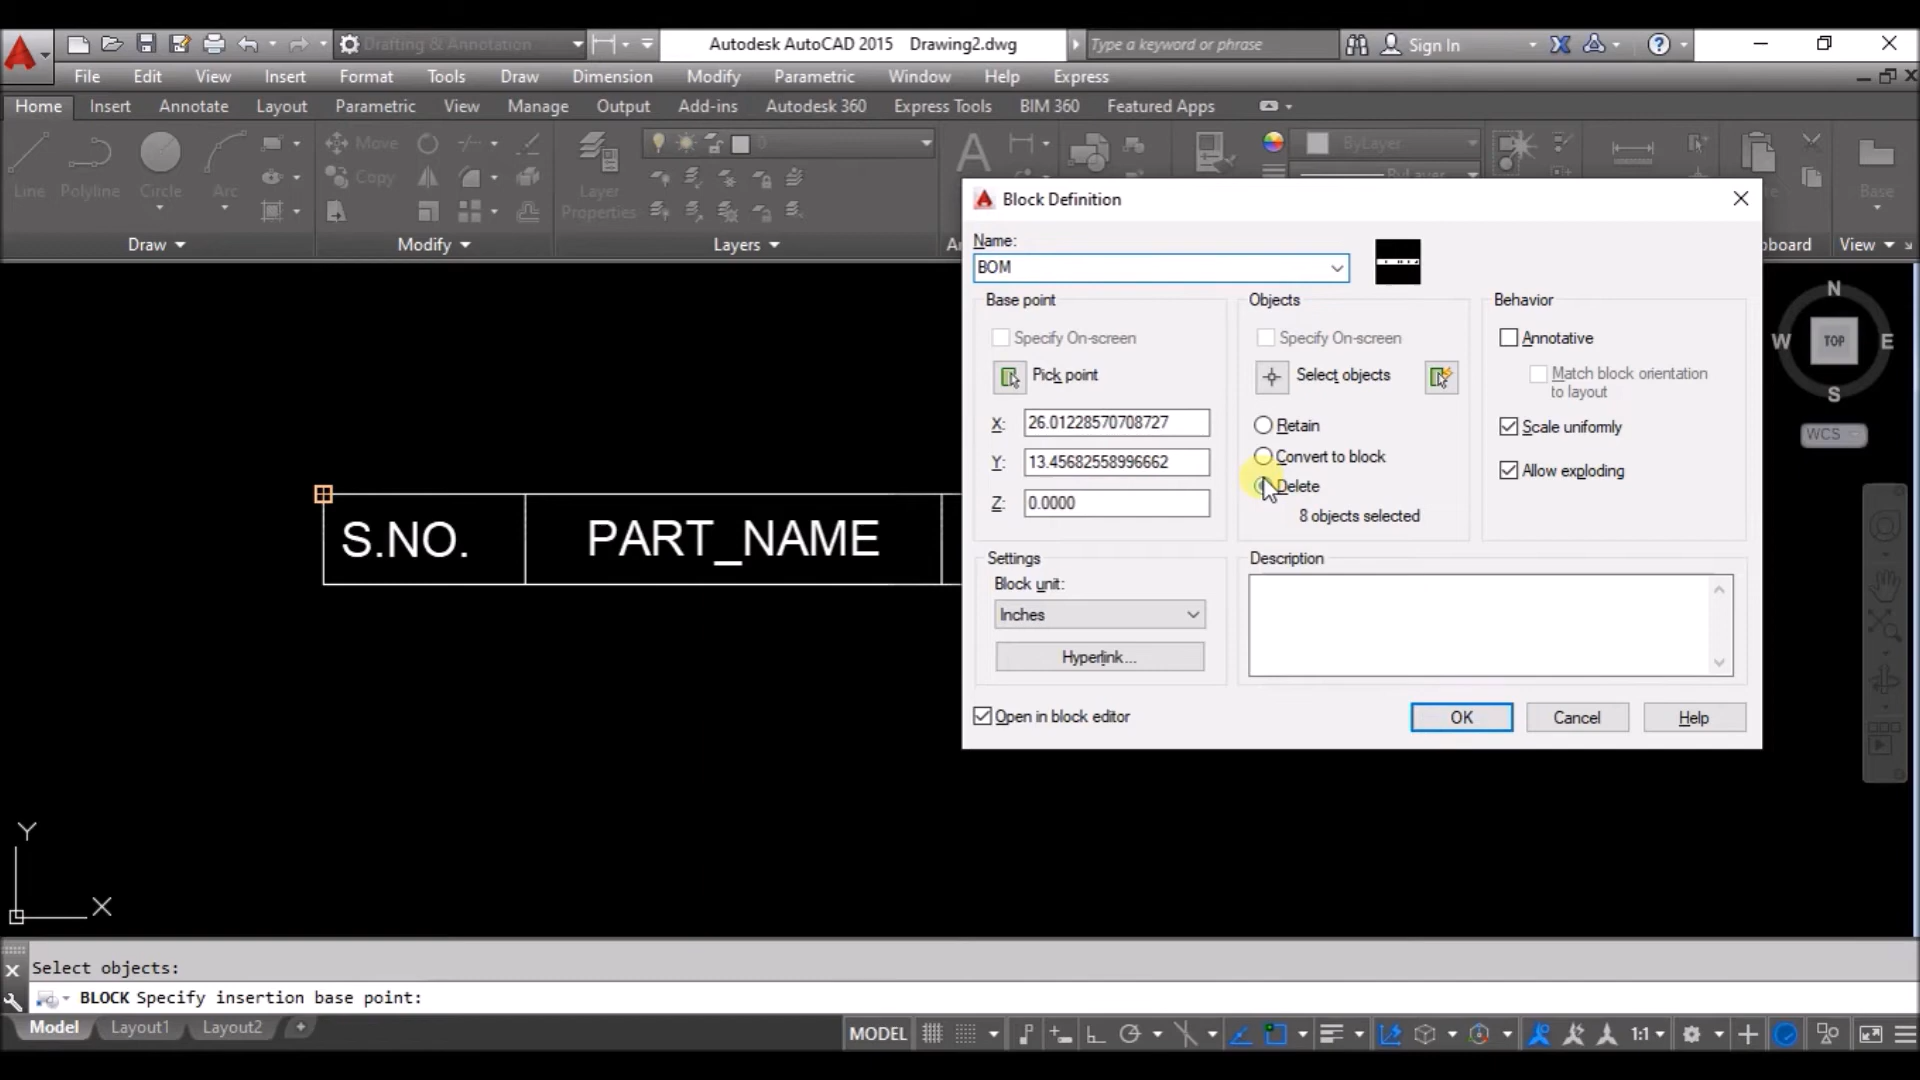 Drafting & Annotation
Autodesk AutoCAD 2015 Drawing2.dwg
Type a keyword or phrase
Sign In
File Edit View Insert Format Tools Draw Dimension Modify Parametric Window Help Express
Home Insert Annotate Layout Parametric View Manage Output Add-ins Autodesk 360 Express Tools BIM 360 Featured Apps
Move
0
ByLayer
Copy
Line Polyline Circle Arc
Layer
Properties
Base
Draw Modify Layers
View
Block Definition
Name:
BOM
Base point
Specify On-screen
Pick point
X: 26.01228570708727
Y: 13.45682558996662
Z: 0.0000
Objects
Specify On-screen
Select objects
Retain
Convert to block
Delete
8 objects selected
Behavior
Annotative
Match block orientation
to layout
Scale uniformly
Allow exploding
Settings
Block unit:
Inches
Hyperlink...
Description
Open in block editor
OK Cancel Help
N
W TOP E
S
WCS
S.NO. PART_NAME
Y
X
Select objects:
BLOCK Specify insertion base point:
Model Layout1 Layout2 +
MODEL
1:1